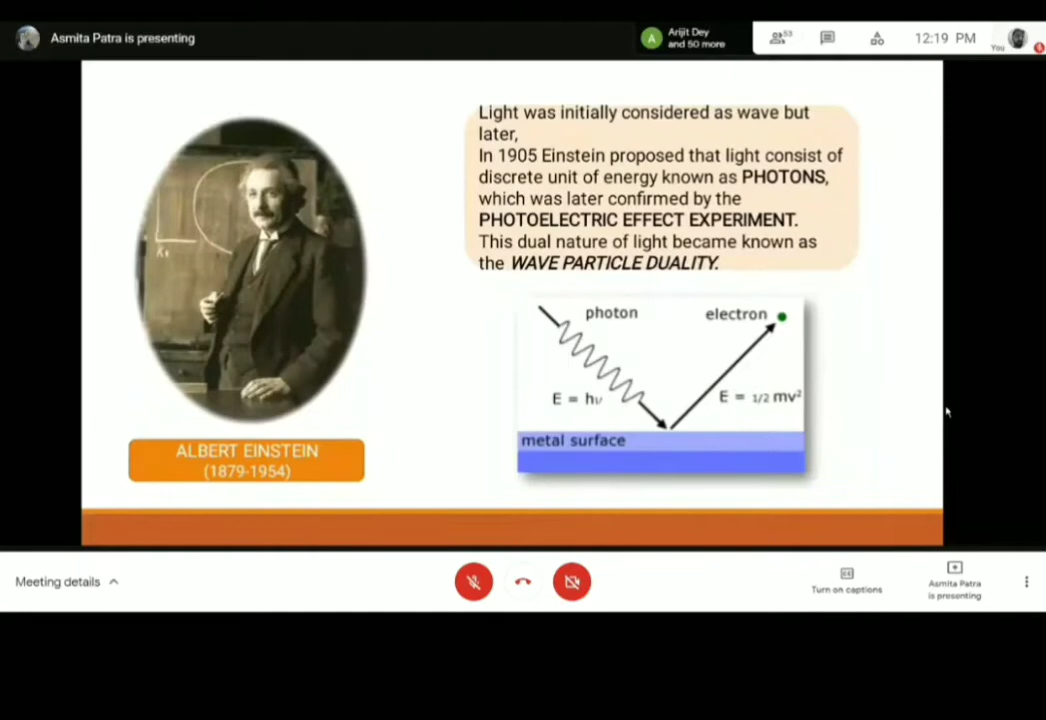 Asmita Patra is presenting
A
Arijit Dey
and 50 more
53
12:19 PM
You
Light was initially considered as wave but
later,
In 1905 Einstein proposed that light consist of
discrete unit of energy known as PHOTONS,
which was later confirmed by the
PHOTOELECTRIC EFFECT EXPERIMENT.
This dual nature of light became known as
the WAVE PARTICLE DUALITY.
photon
electron
E = hν
E = 1/2 mv²
metal surface
ALBERT EINSTEIN
(1879-1954)
Meeting details
Turn on captions
Asmita Patra
is presenting